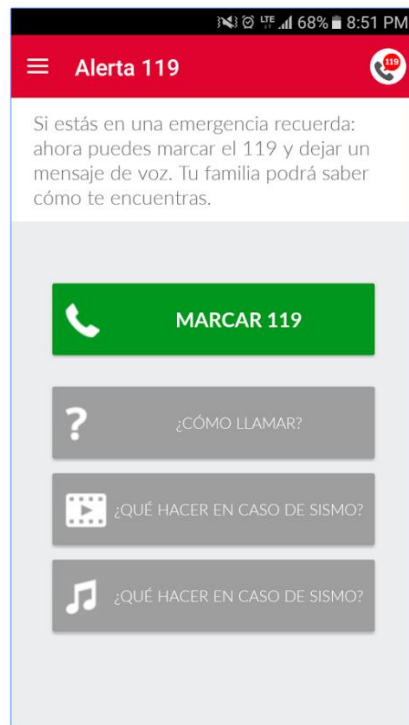 LTE 68% 8:51 PM
Alerta 119
119
Si estás en una emergencia recuerda:
ahora puedes marcar el 119 y dejar un
mensaje de voz. Tu familia podrá saber
cómo te encuentras.
MARCAR 119
? ¿CÓMO LLAMAR?
¿QUÉ HACER EN CASO DE SISMO?
¿QUÉ HACER EN CASO DE SISMO?